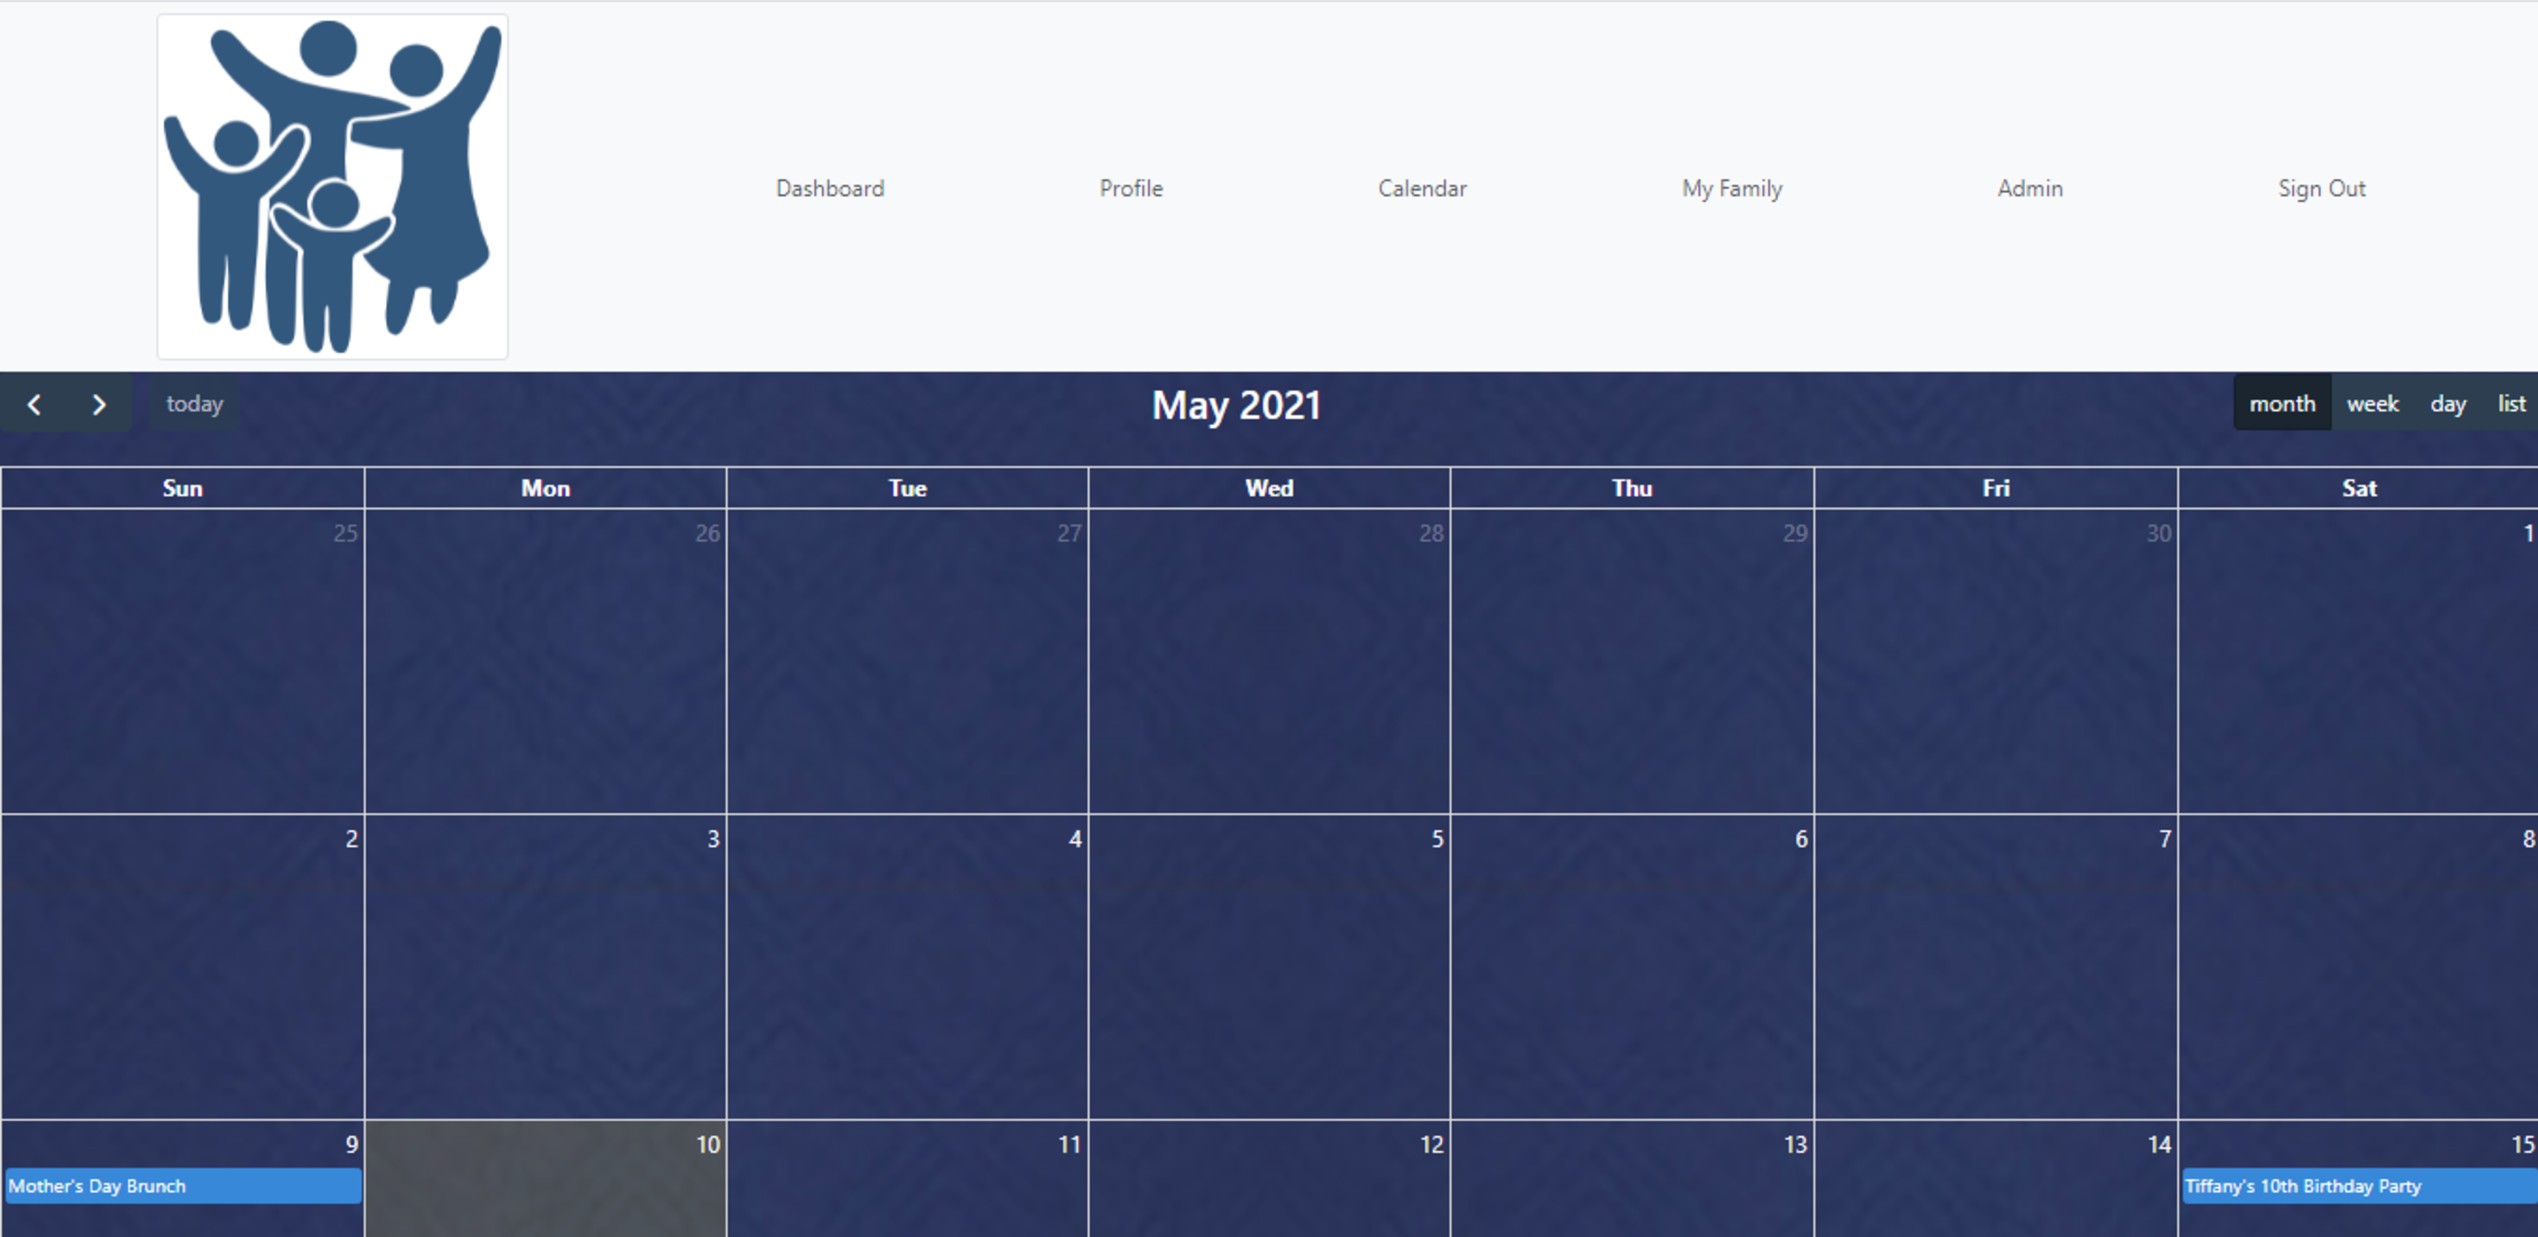 Dashboard Profile Calendar My Family Admin Sign Out
today May 2021 month week day list
Sun Mon Tue Wed Thu Fri Sat
25 26 27 28 29 30 1
2 3 4 5 6 7 8
9 10 11 12 13 14 15
Mother's Day Brunch Tiffany's 10th Birthday Party